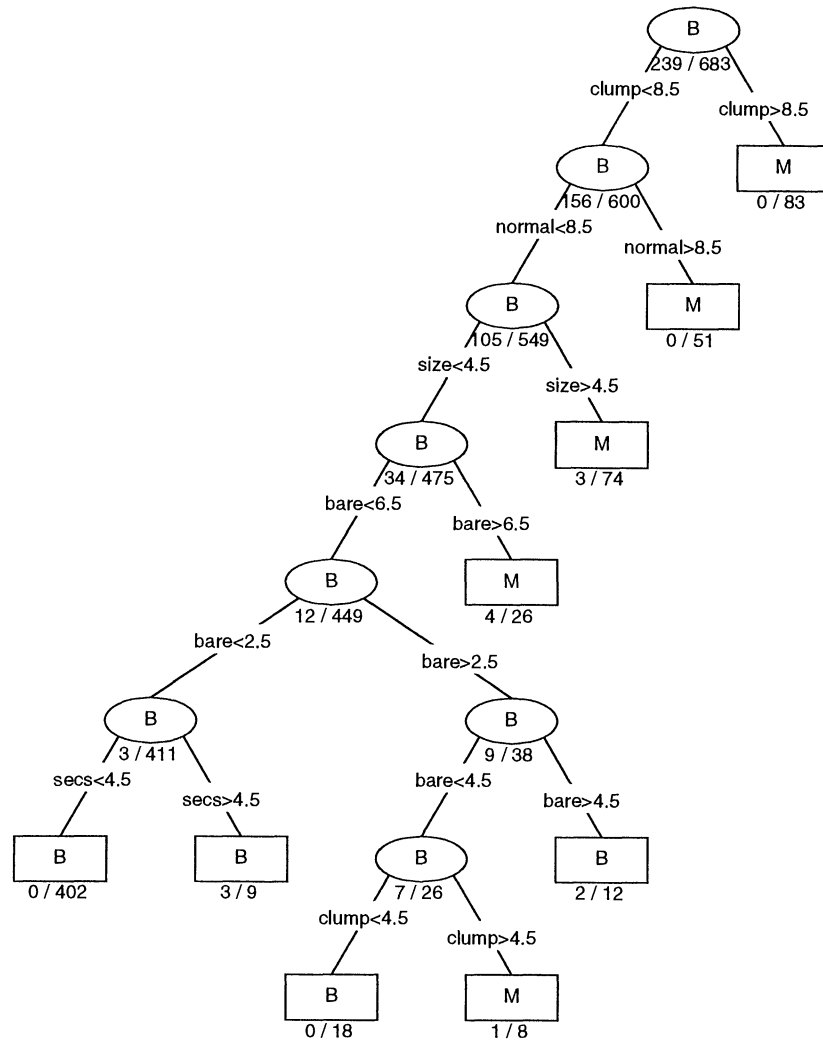 B
239 / 683
clump<8.5
clump>8.5
B
156 / 600
M
0 / 83
normal<8.5
normal>8.5
B
105 / 549
M
0 / 51
size<4.5
size>4.5
B
34 / 475
M
3 / 74
bare<6.5
bare>6.5
B
12 / 449
M
4 / 26
bare<2.5
bare>2.5
B
3 / 411
B
9 / 38
secs<4.5
secs>4.5
bare<4.5
bare>4.5
B
0 / 402
B
3 / 9
B
7 / 26
B
2 / 12
clump<4.5
clump>4.5
B
0 / 18
M
1 / 8